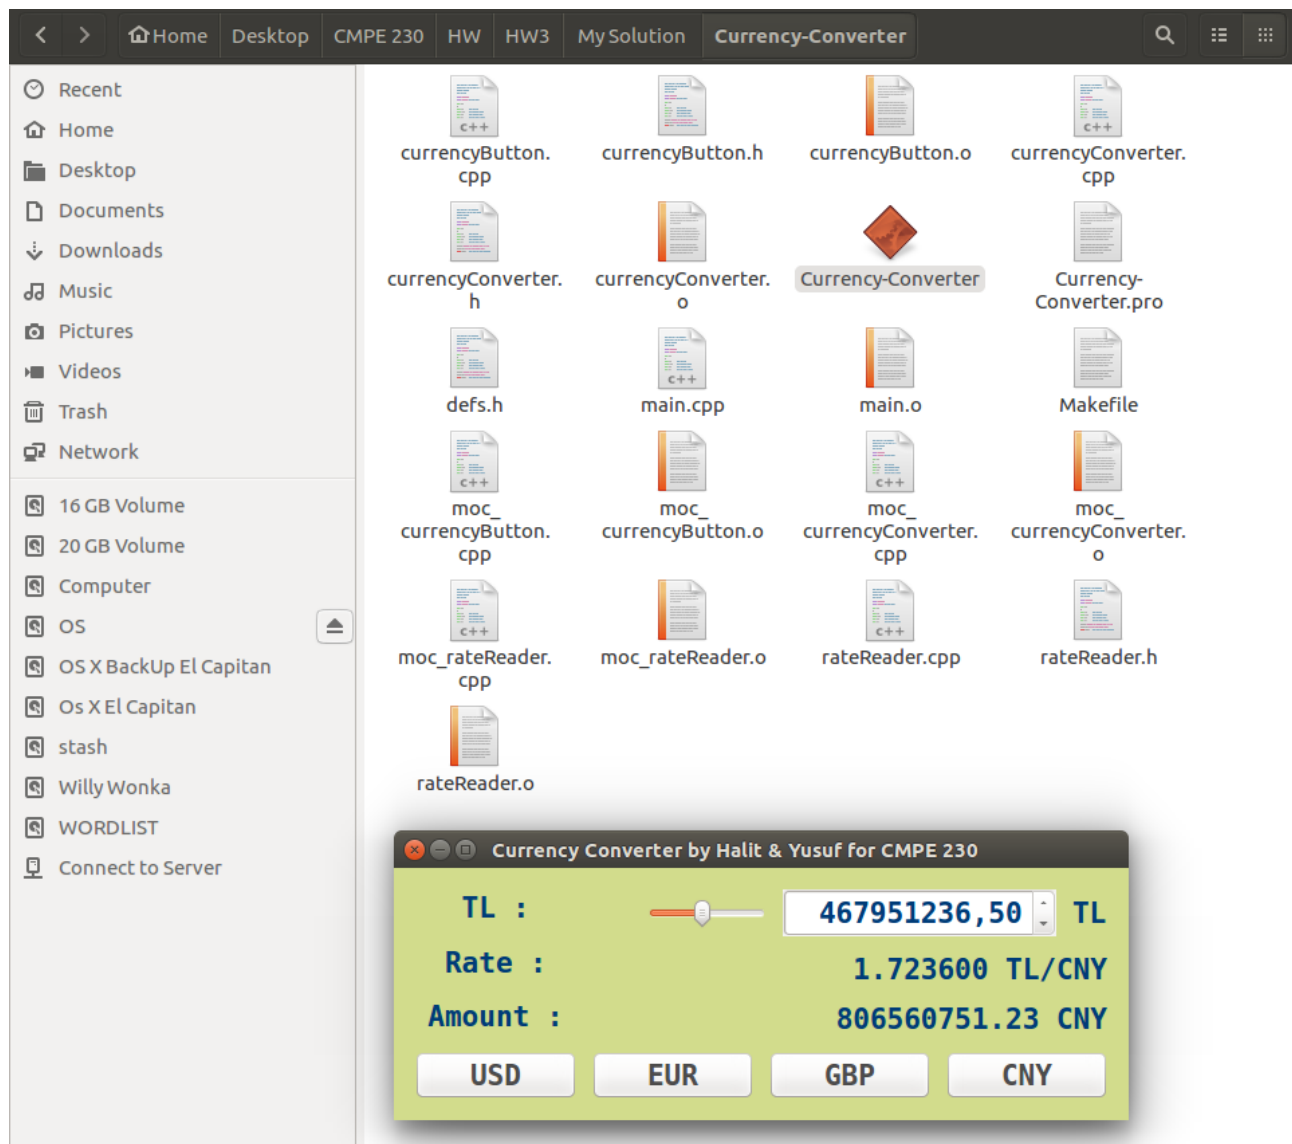 Home Desktop CMPE 230 HW HW3 My Solution Currency-Converter
Recent
Home
Desktop
Documents
Downloads
Music
Pictures
Videos
Trash
Network
16 GB Volume
20 GB Volume
Computer
OS
OS X BackUp El Capitan
Os X El Capitan
stash
Willy Wonka
WORDLIST
Connect to Server
c++
currencyButton.
cpp
currencyButton.h
currencyButton.o
c++
currencyConverter.
cpp
currencyConverter.
h
currencyConverter.
o
Currency-Converter
Currency-
Converter.pro
defs.h
c++
main.cpp
main.o
Makefile
c++
moc_
currencyButton.
cpp
moc_
currencyButton.o
c++
moc_
currencyConverter.
cpp
moc_
currencyConverter.
o
c++
moc_rateReader.
cpp
moc_rateReader.o
c++
rateReader.cpp
rateReader.h
rateReader.o
Currency Converter by Halit & Yusuf for CMPE 230
TL : 467951236,50 TL
Rate : 1.723600 TL/CNY
Amount : 806560751.23 CNY
USD EUR GBP CNY